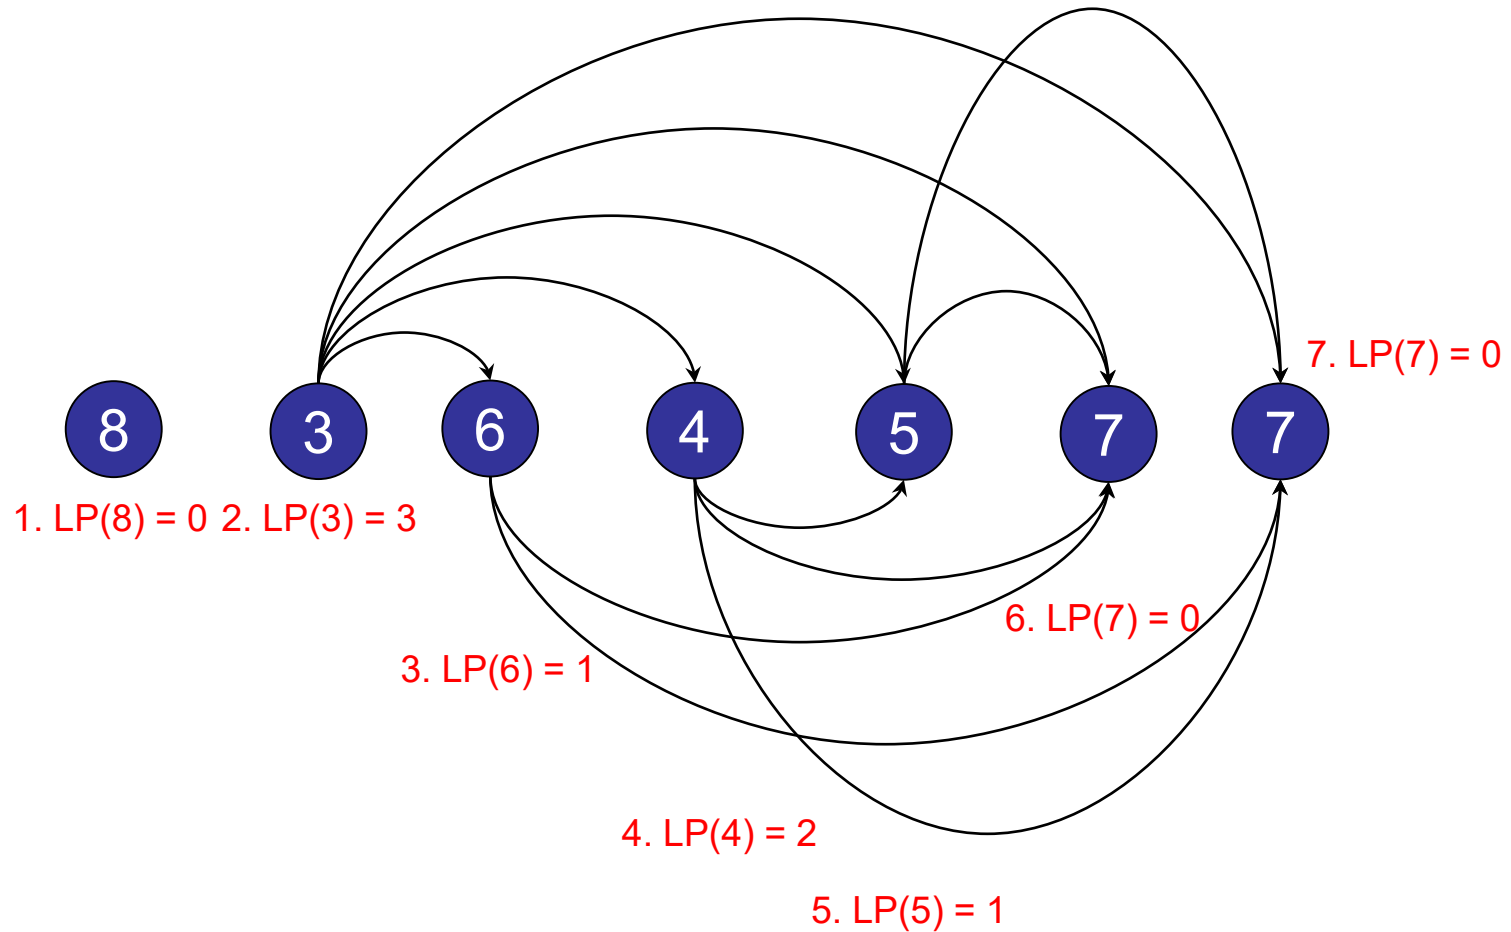 7. LP(7) = 0
8 3 6 4 5 7 7
1. LP(8) = 0 2. LP(3) = 3
6. LP(7) = 0
3. LP(6) = 1
4. LP(4) = 2
5. LP(5) = 1